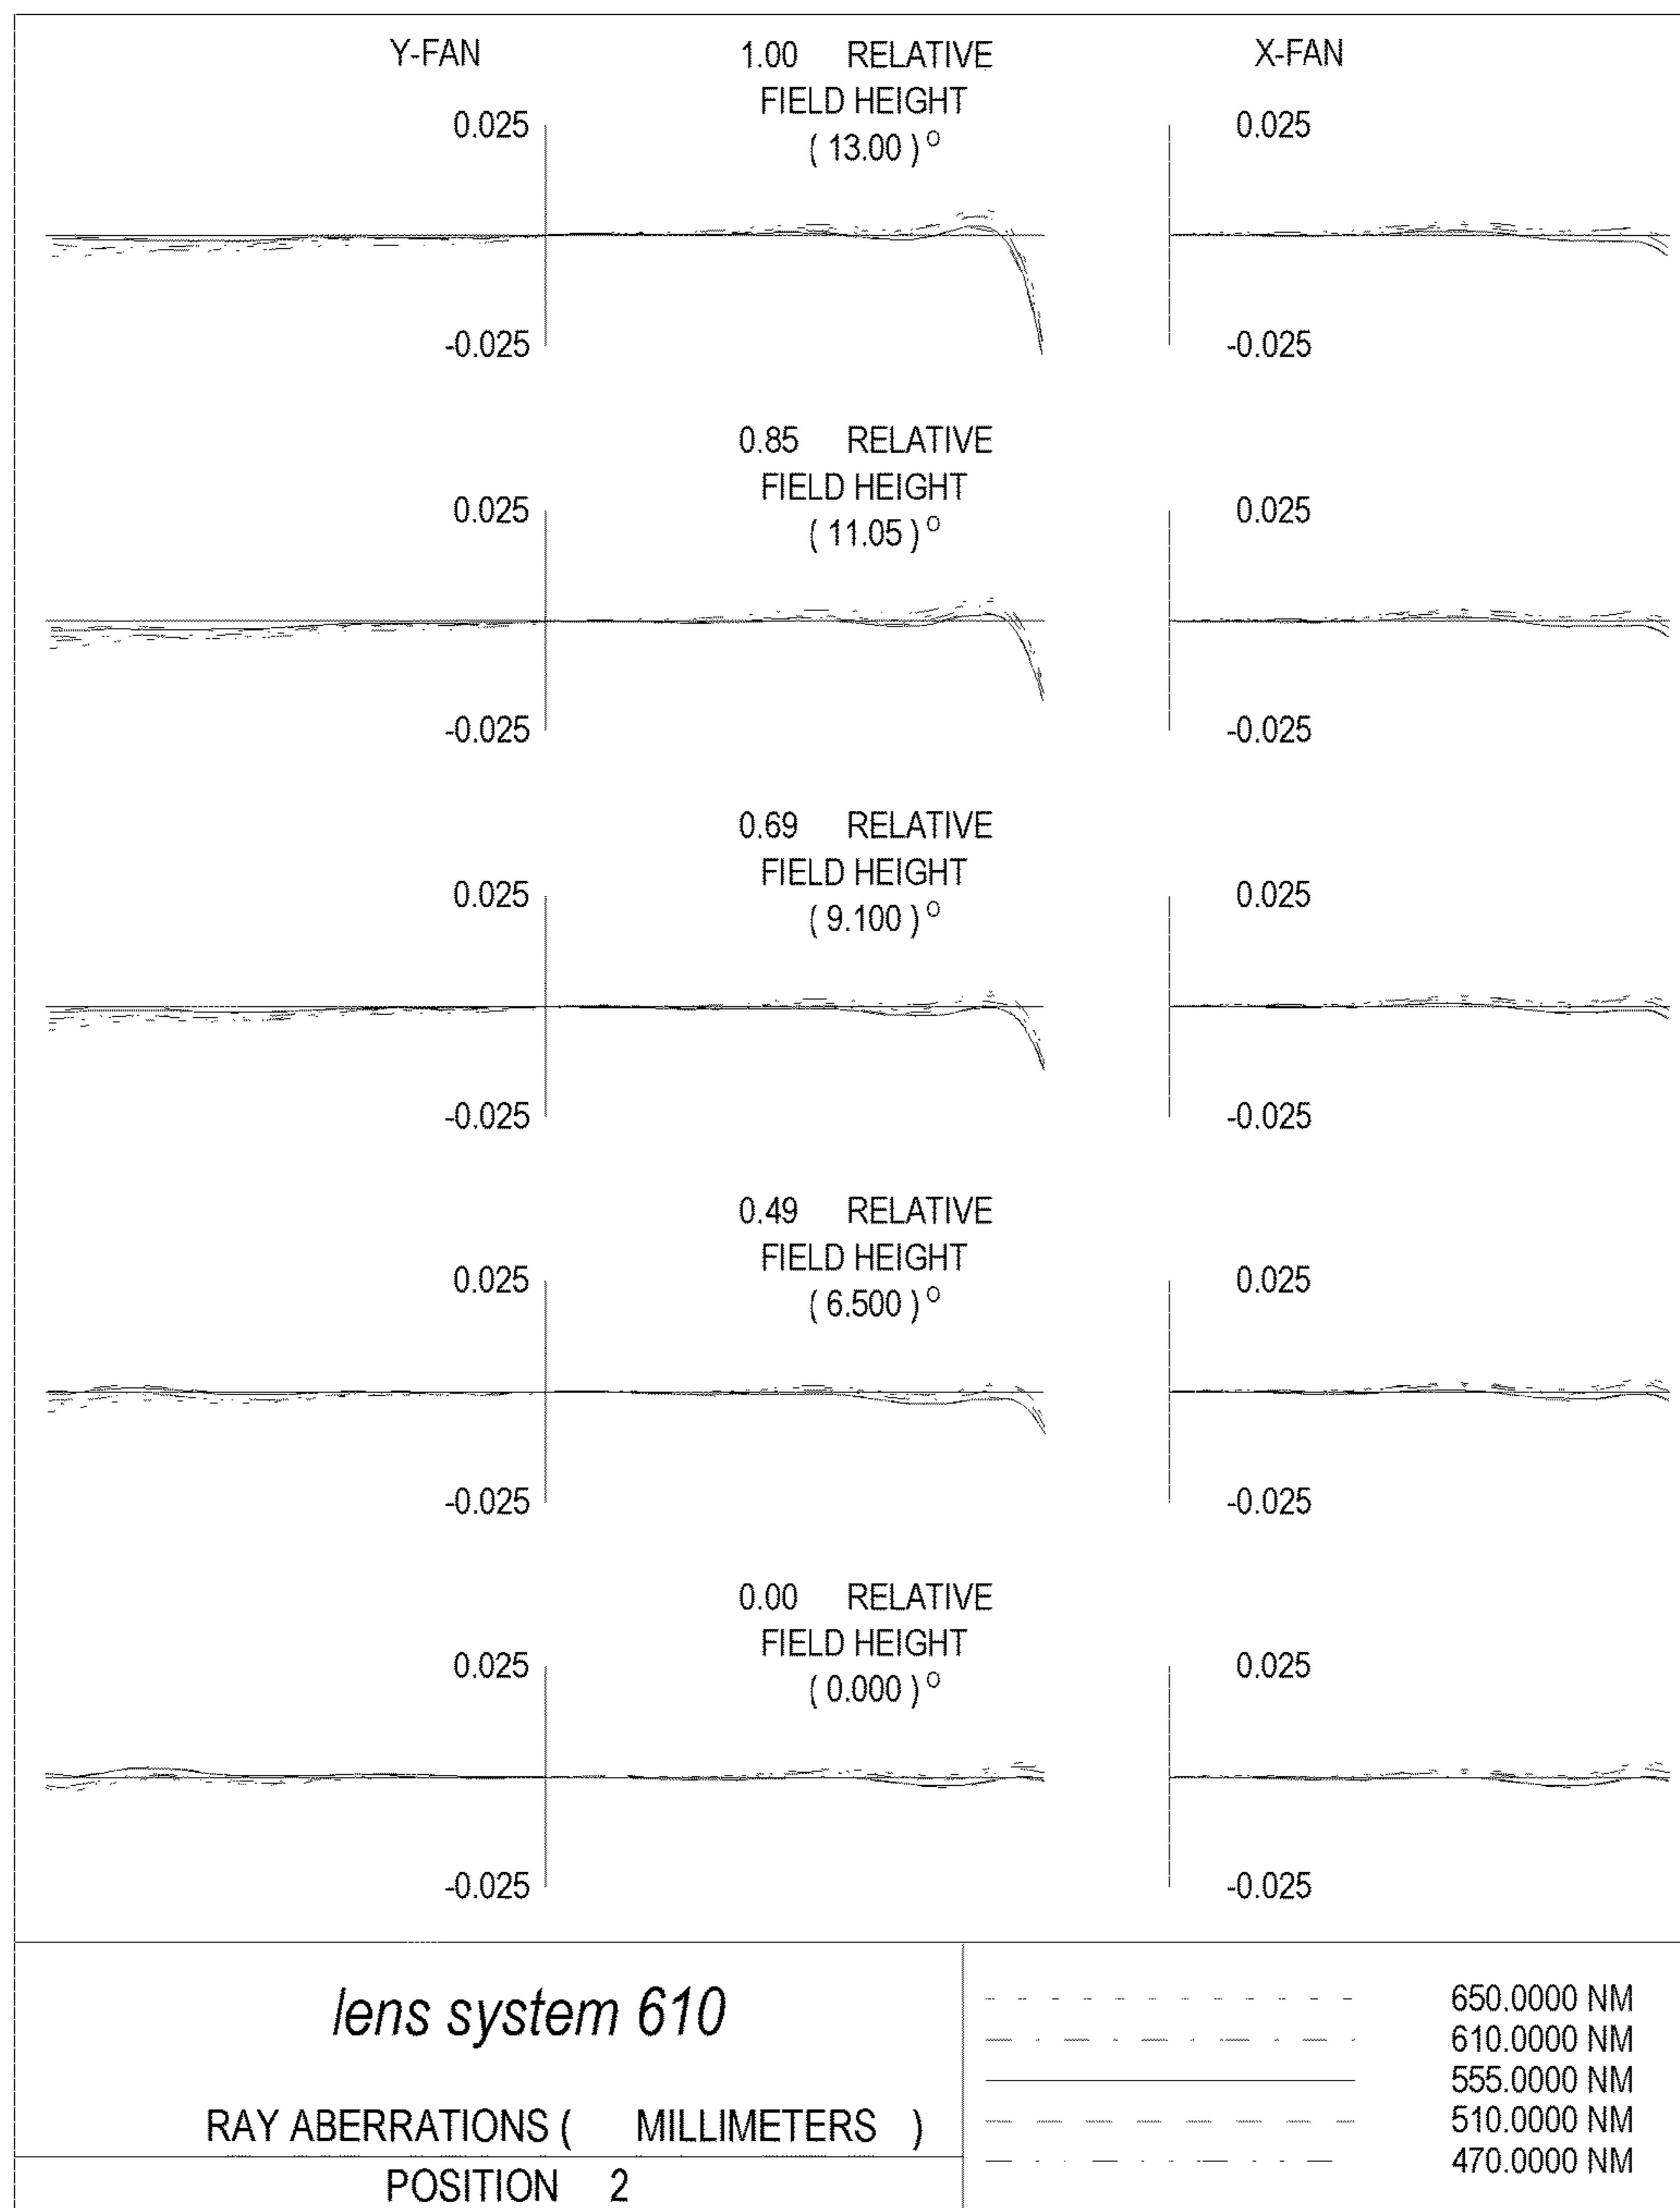 Y-FAN 1.00 RELATIVE X-FAN
FIELD HEIGHT
0.025 ( 13.00 ) O 0.025
-0.025 -0.025
0.85 RELATIVE
FIELD HEIGHT
0.025 ( 11.05 ) O 0.025
-0.025 -0.025
0.69 RELATIVE
FIELD HEIGHT
0.025 ( 9.100 ) O 0.025
-0.025 -0.025
0.49 RELATIVE
FIELD HEIGHT
0.025 ( 6.500 ) O 0.025
-0.025 -0.025
0.00 RELATIVE
FIELD HEIGHT
0.025 ( 0.000 ) O 0.025
-0.025 -0.025
lens system 610
RAY ABERRATIONS ( MILLIMETERS )
POSITION 2
650.0000 NM
610.0000 NM
555.0000 NM
510.0000 NM
470.0000 NM